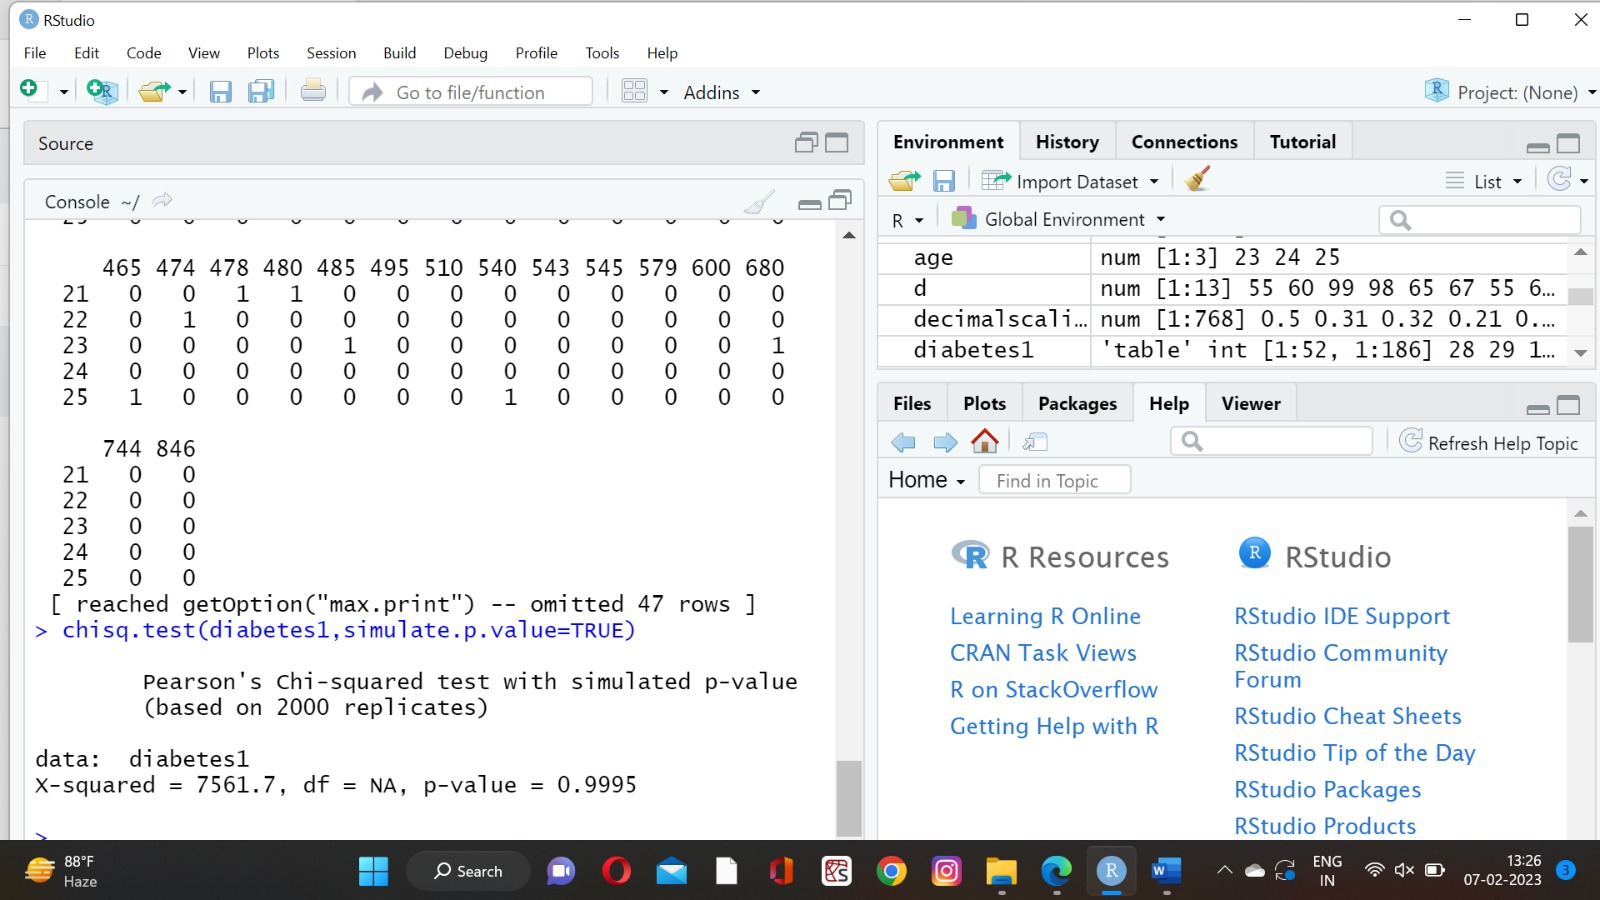 RStudio
File Edit Code View Plots Session Build Debug Profile Tools Help
Go to file/function Addins Project: (None)
Source
Console ~/
465 474 478 480 485 495 510 540 543 545 579 600 680
21 0 0 1 1 0 0 0 0 0 0 0 0 0
22 0 1 0 0 0 0 0 0 0 0 0 0 0
23 0 0 0 0 1 0 0 0 0 0 0 0 1
24 0 0 0 0 0 0 0 0 0 0 0 0 0
25 1 0 0 0 0 0 0 1 0 0 0 0 0
744 846
21 0 0
22 0 0
23 0 0
24 0 0
25 0 0
[ reached getOption("max.print") -- omitted 47 rows ]
> chisq.test(diabetes1,simulate.p.value=TRUE)
Pearson's Chi-squared test with simulated p-value
(based on 2000 replicates)
data: diabetes1
X-squared = 7561.7, df = NA, p-value = 0.9995
>
Environment History Connections Tutorial
Import Dataset List
R Global Environment
age num [1:3] 23 24 25
d num [1:13] 55 60 99 98 65 67 55 6…
decimalscali… num [1:768] 0.5 0.31 0.32 0.21 0.…
diabetes1 'table' int [1:52, 1:186] 28 29 1…
Files Plots Packages Help Viewer
Refresh Help Topic
Home Find in Topic
R R Resources
Learning R Online
CRAN Task Views
R on StackOverflow
Getting Help with R
R RStudio
RStudio IDE Support
RStudio Community
Forum
RStudio Cheat Sheets
RStudio Tip of the Day
RStudio Packages
RStudio Products
88°F
Haze
Search
ENG
IN
13:26
07-02-2023
3